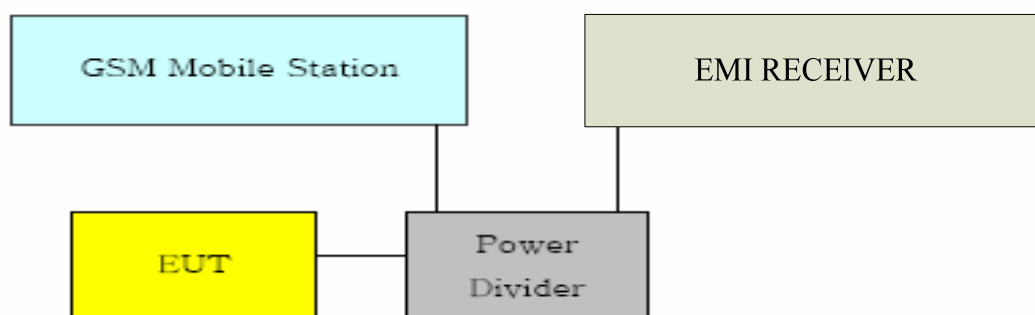 GSM Mobile Station
EMI RECEIVER
EUT
Power
Divider